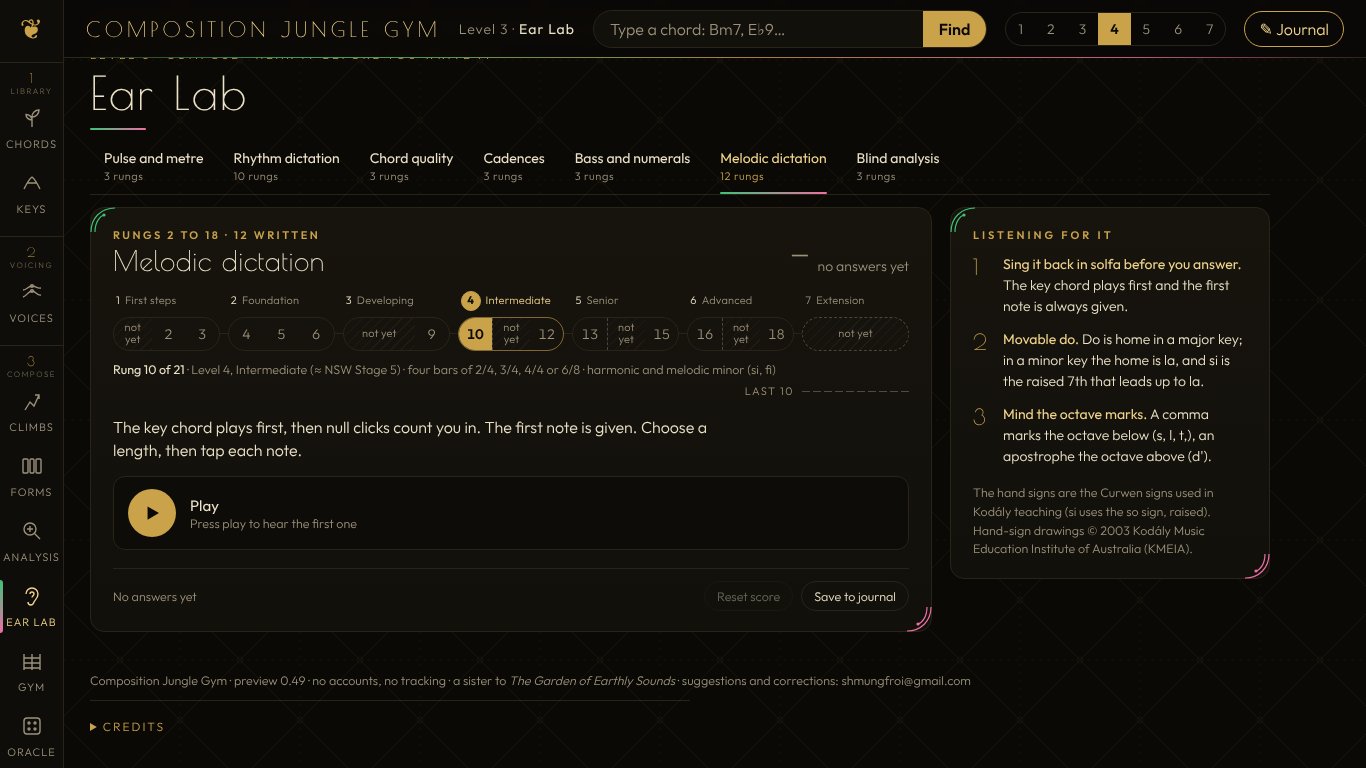 COMPOSITION JUNGLE GYM
Level 3 · Ear Lab
Type a chord: Bm7, E♭9...
Find
1 2 3 4 5 6 7
✎ Journal
1
LIBRARY
CHORDS
KEYS
2
VOICING
VOICES
3
COMPOSE
CLIMBS
FORMS
ANALYSIS
EAR LAB
GYM
ORACLE
Ear Lab
Pulse and metre
3 rungs
Rhythm dictation
10 rungs
Chord quality
3 rungs
Cadences
3 rungs
Bass and numerals
3 rungs
Melodic dictation
12 rungs
Blind analysis
3 rungs
RUNGS 2 TO 18 · 12 WRITTEN
Melodic dictation
— no answers yet
1 First steps
2 Foundation
3 Developing
4 Intermediate
5 Senior
6 Advanced
7 Extension
not yet 2 3
4 5 6
not yet 9
10 not yet 12
13 not yet 15
16 not yet 18
not yet
Rung 10 of 21 · Level 4, Intermediate (≈ NSW Stage 5) · four bars of 2/4, 3/4, 4/4 or 6/8 · harmonic and melodic minor (si, fi)
LAST 10
The key chord plays first, then null clicks count you in. The first note is given. Choose a
length, then tap each note.
Play
Press play to hear the first one
No answers yet
Reset score
Save to journal
LISTENING FOR IT
1 Sing it back in solfa before you answer.
The key chord plays first and the first
note is always given.
2 Movable do. Do is home in a major key;
in a minor key the home is la, and si is
the raised 7th that leads up to la.
3 Mind the octave marks. A comma
marks the octave below (s, l, t,), an
apostrophe the octave above (d').
The hand signs are the Curwen signs used in
Kodály teaching (si uses the so sign, raised).
Hand-sign drawings © 2003 Kodály Music
Education Institute of Australia (KMEIA).
Composition Jungle Gym · preview 0.49 · no accounts, no tracking · a sister to The Garden of Earthly Sounds · suggestions and corrections: shmungfroi@gmail.com
CREDITS